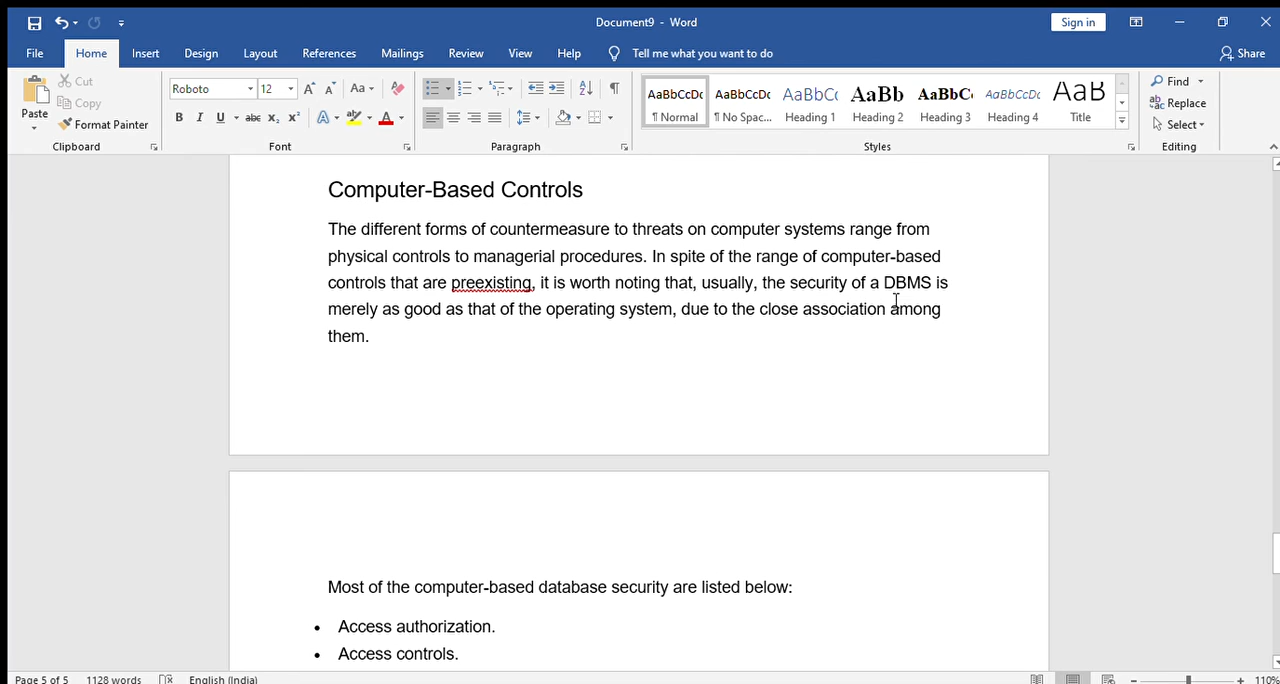 Document9 - Word
Sign in
File Home Insert Design Layout References Mailings Review View Help Tell me what you want to do Share
Paste
Cut
Copy
Format Painter
Clipboard
Roboto 12
Font
Paragraph
AaBbCcDc AaBbCcDc AaBbCc AaBb AaBbC AaBbCcDc AaB
¶ Normal ¶ No Spac... Heading 1 Heading 2 Heading 3 Heading 4 Title
Styles
Find
Replace
Select
Editing
Computer-Based Controls
The different forms of countermeasure to threats on computer systems range from
physical controls to managerial procedures. In spite of the range of computer-based
controls that are preexisting, it is worth noting that, usually, the security of a DBMS is
merely as good as that of the operating system, due to the close association among
them.
Most of the computer-based database security are listed below:
• Access authorization.
• Access controls.
Page 5 of 5 1128 words English (India) 110%